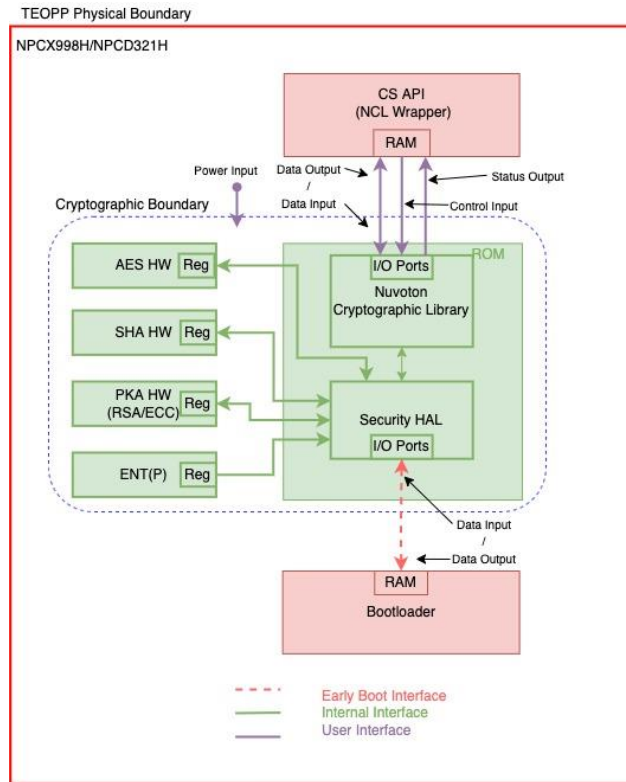 TEOPP Physical Boundary
NPCX998H/NPCD321H
CS API
(NCL Wrapper)
RAM
Power Input
Data Output
/
Data Input
Status Output
Control Input
Cryptographic Boundary
ROM
AES HW
Reg
I/O Ports
Nuvoton
Cryptographic Library
SHA HW
Reg
PKA HW
(RSA/ECC)
Reg
Security HAL
I/O Ports
ENT(P)
Reg
Data Input
/
Data Output
RAM
Bootloader
Early Boot Interface
Internal Interface
User Interface